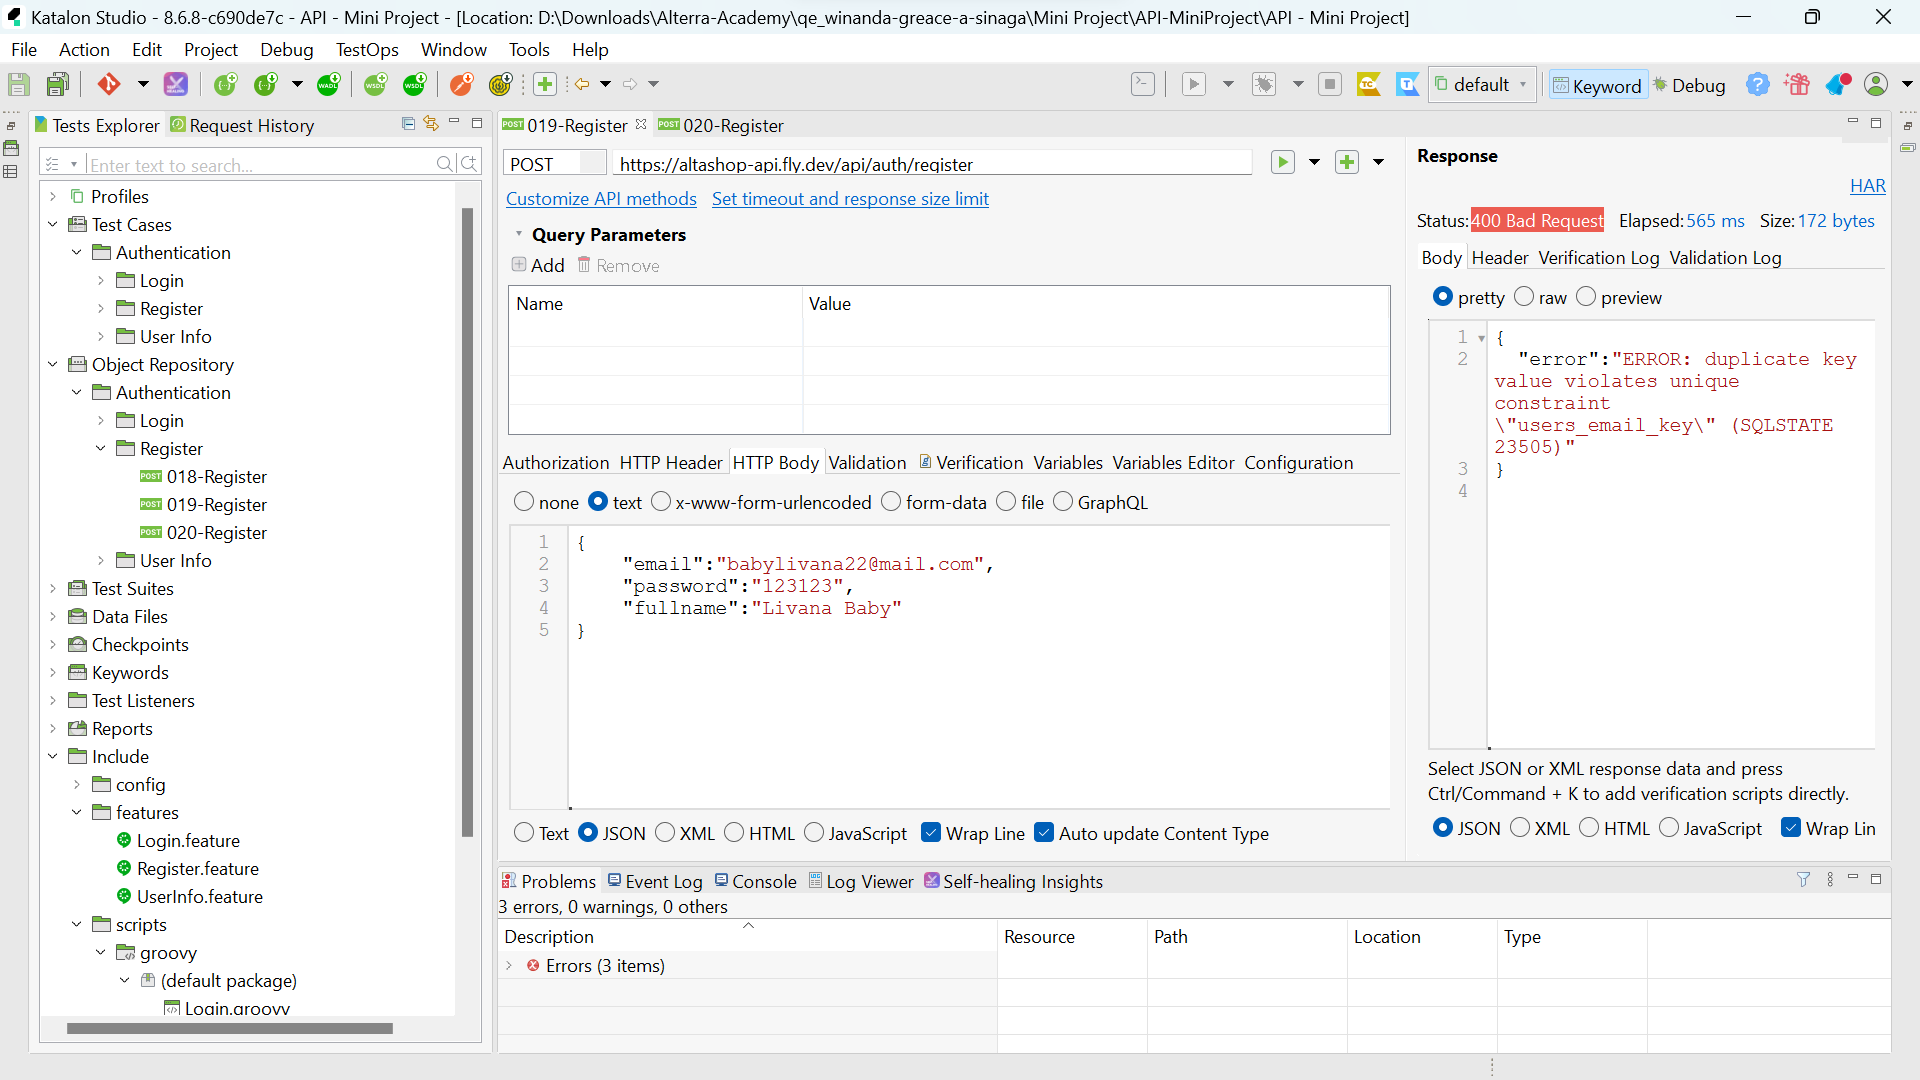 Katalon Studio - 8.6.8-c690de7c - API - Mini Project - [Location: D:\Downloads\Alterra-Academy\qe_winanda-greace-a-sinaga\Mini Project\API-MiniProject\API - Mini Project]
File Action Edit Project Debug TestOps Window Tools Help
default Keyword Debug
Tests Explorer Request History
Enter text to search...
Profiles
Test Cases
Authentication
Login
Register
User Info
Object Repository
Authentication
Login
Register
POST 018-Register
POST 019-Register
POST 020-Register
User Info
Test Suites
Data Files
Checkpoints
Keywords
Test Listeners
Reports
Include
config
features
Login.feature
Register.feature
UserInfo.feature
scripts
groovy
(default package)
Login.groovy
POST 019-Register POST 020-Register
POST https://altashop-api.fly.dev/api/auth/register
Customize API methods Set timeout and response size limit
Query Parameters
Add Remove
Name Value
Authorization HTTP Header HTTP Body Validation Verification Variables Variables Editor Configuration
none text x-www-form-urlencoded form-data file GraphQL
1 {
2 "email":"babylivana22@mail.com",
3 "password":"123123",
4 "fullname":"Livana Baby"
5 }
Text JSON XML HTML JavaScript Wrap Line Auto update Content Type
Response
HAR
Status: 400 Bad Request Elapsed: 565 ms Size: 172 bytes
Body Header Verification Log Validation Log
pretty raw preview
1 {
2 "error":"ERROR: duplicate key
value violates unique
constraint
\"users_email_key\" (SQLSTATE
23505)"
3 }
4
Select JSON or XML response data and press
Ctrl/Command + K to add verification scripts directly.
JSON XML HTML JavaScript Wrap Lin
Problems Event Log Console Log Viewer Self-healing Insights
3 errors, 0 warnings, 0 others
Description Resource Path Location Type
Errors (3 items)